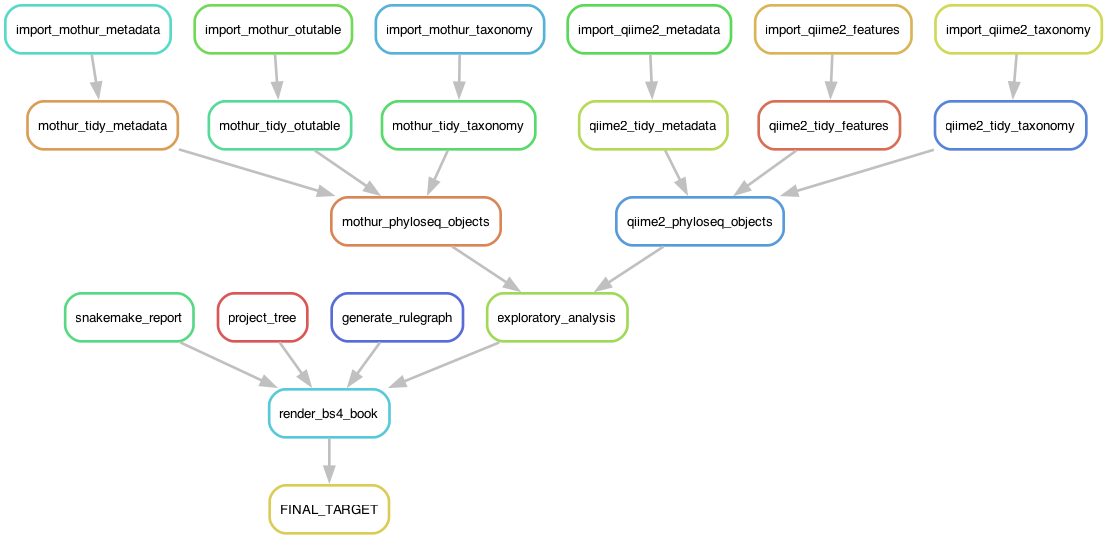 import_mothur_metadata
import_mothur_otutable
import_mothur_taxonomy
import_qiime2_metadata
import_qiime2_features
import_qiime2_taxonomy
mothur_tidy_metadata
mothur_tidy_otutable
mothur_tidy_taxonomy
qiime2_tidy_metadata
qiime2_tidy_features
qiime2_tidy_taxonomy
mothur_phyloseq_objects
qiime2_phyloseq_objects
snakemake_report
project_tree
generate_rulegraph
exploratory_analysis
render_bs4_book
FINAL_TARGET